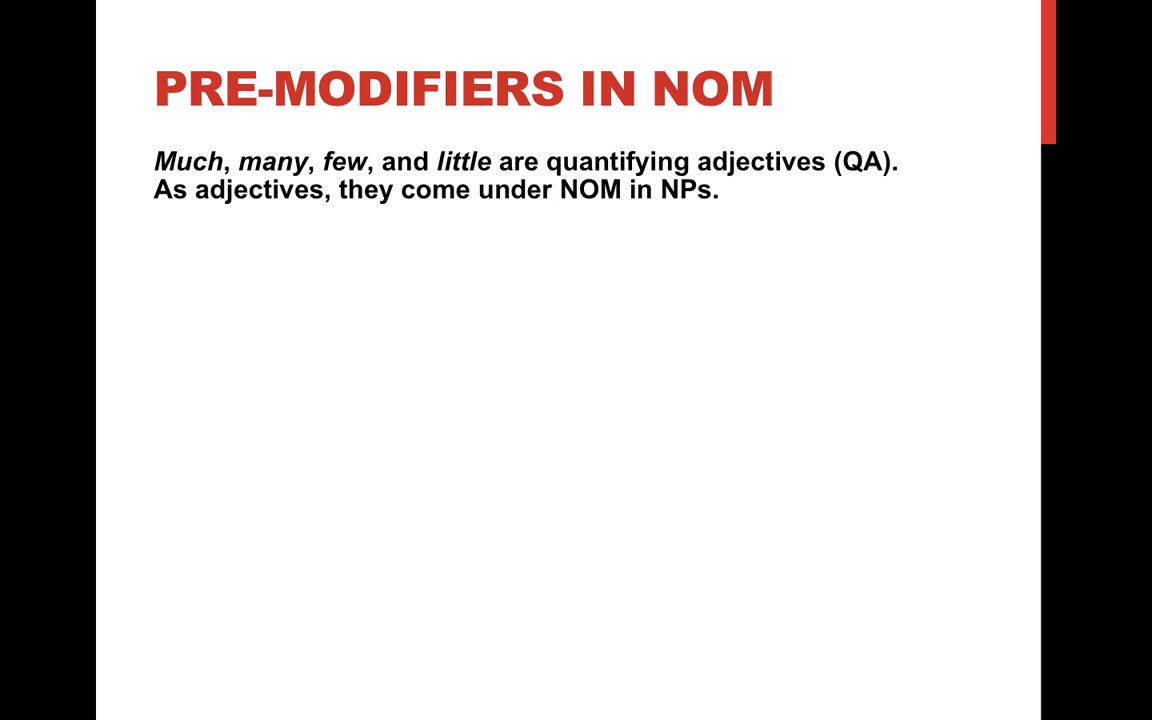 PRE-MODIFIERS IN NOM
Much, many, few, and little are quantifying adjectives (QA).
As adjectives, they come under NOM in NPs.